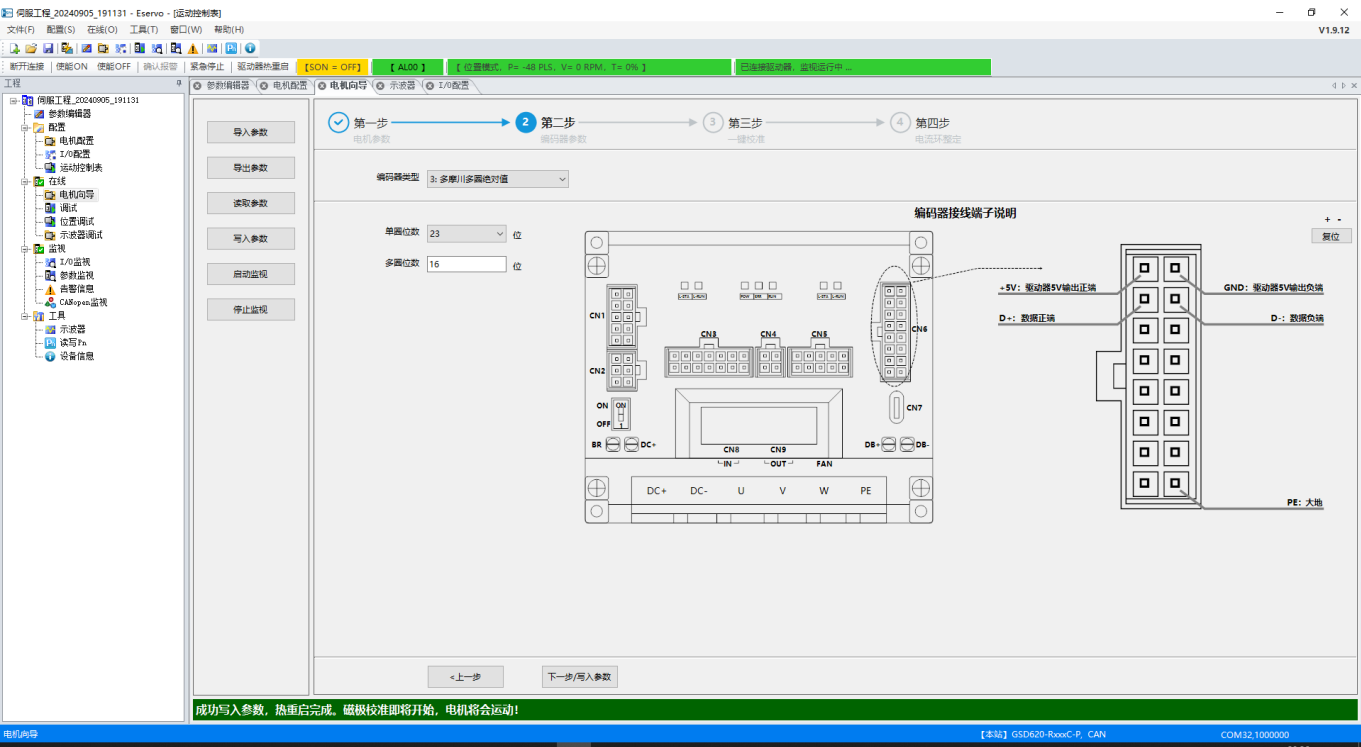 伺服工程_20240905_191131 - Eservo - [运动控制表]
文件(F) 配置(S) 在线(O) 工具(T) 窗口(W) 帮助(H)
V1.9.12
断开连接 使能ON 使能OFF 确认报警 紧急停止 驱动器热重启 【SON = OFF】 【 AL00 】 【 位置模式, P= -48 PLS, V= 0 RPM, T= 0% 】 已连接驱动器, 监视运行中 ...
工程
参数编辑器 电机配置 电机向导 示波器 I/O配置
伺服工程_20240905_191131
参数编辑器
配置
电机配置
I/O配置
运动控制表
在线
电机向导
调试
位置调试
示波器调试
监视
I/O监视
参数监视
告警信息
CANopen监视
工具
示波器
读写Pn
设备信息
导入参数
导出参数
读取参数
写入参数
启动监视
停止监视
第一步 2 第二步 3 第三步 4 第四步
电机参数 编码器参数 一键校准 电流环整定
编码器类型 3: 多摩川多圈绝对值
单圈位数 23 位
多圈位数 16 位
编码器接线端子说明
+ -
复位
CN1
CN2
CN3
CN4
CN5
CN6
CN7
ON ON
OFF 1
BR DC+
DB+ DB-
CN8 CN9
IN OUT FAN
DC+ DC- U V W PE
+5V: 驱动器5V输出正端
GND: 驱动器5V输出负端
D+: 数据正端
D-: 数据负端
PE: 大地
<上一步 下一步/写入参数
成功写入参数，热重启完成。磁极校准即将开始，电机将会运动！
电机向导 【本站】GSD620-RxxxC-P, CAN COM32,1000000